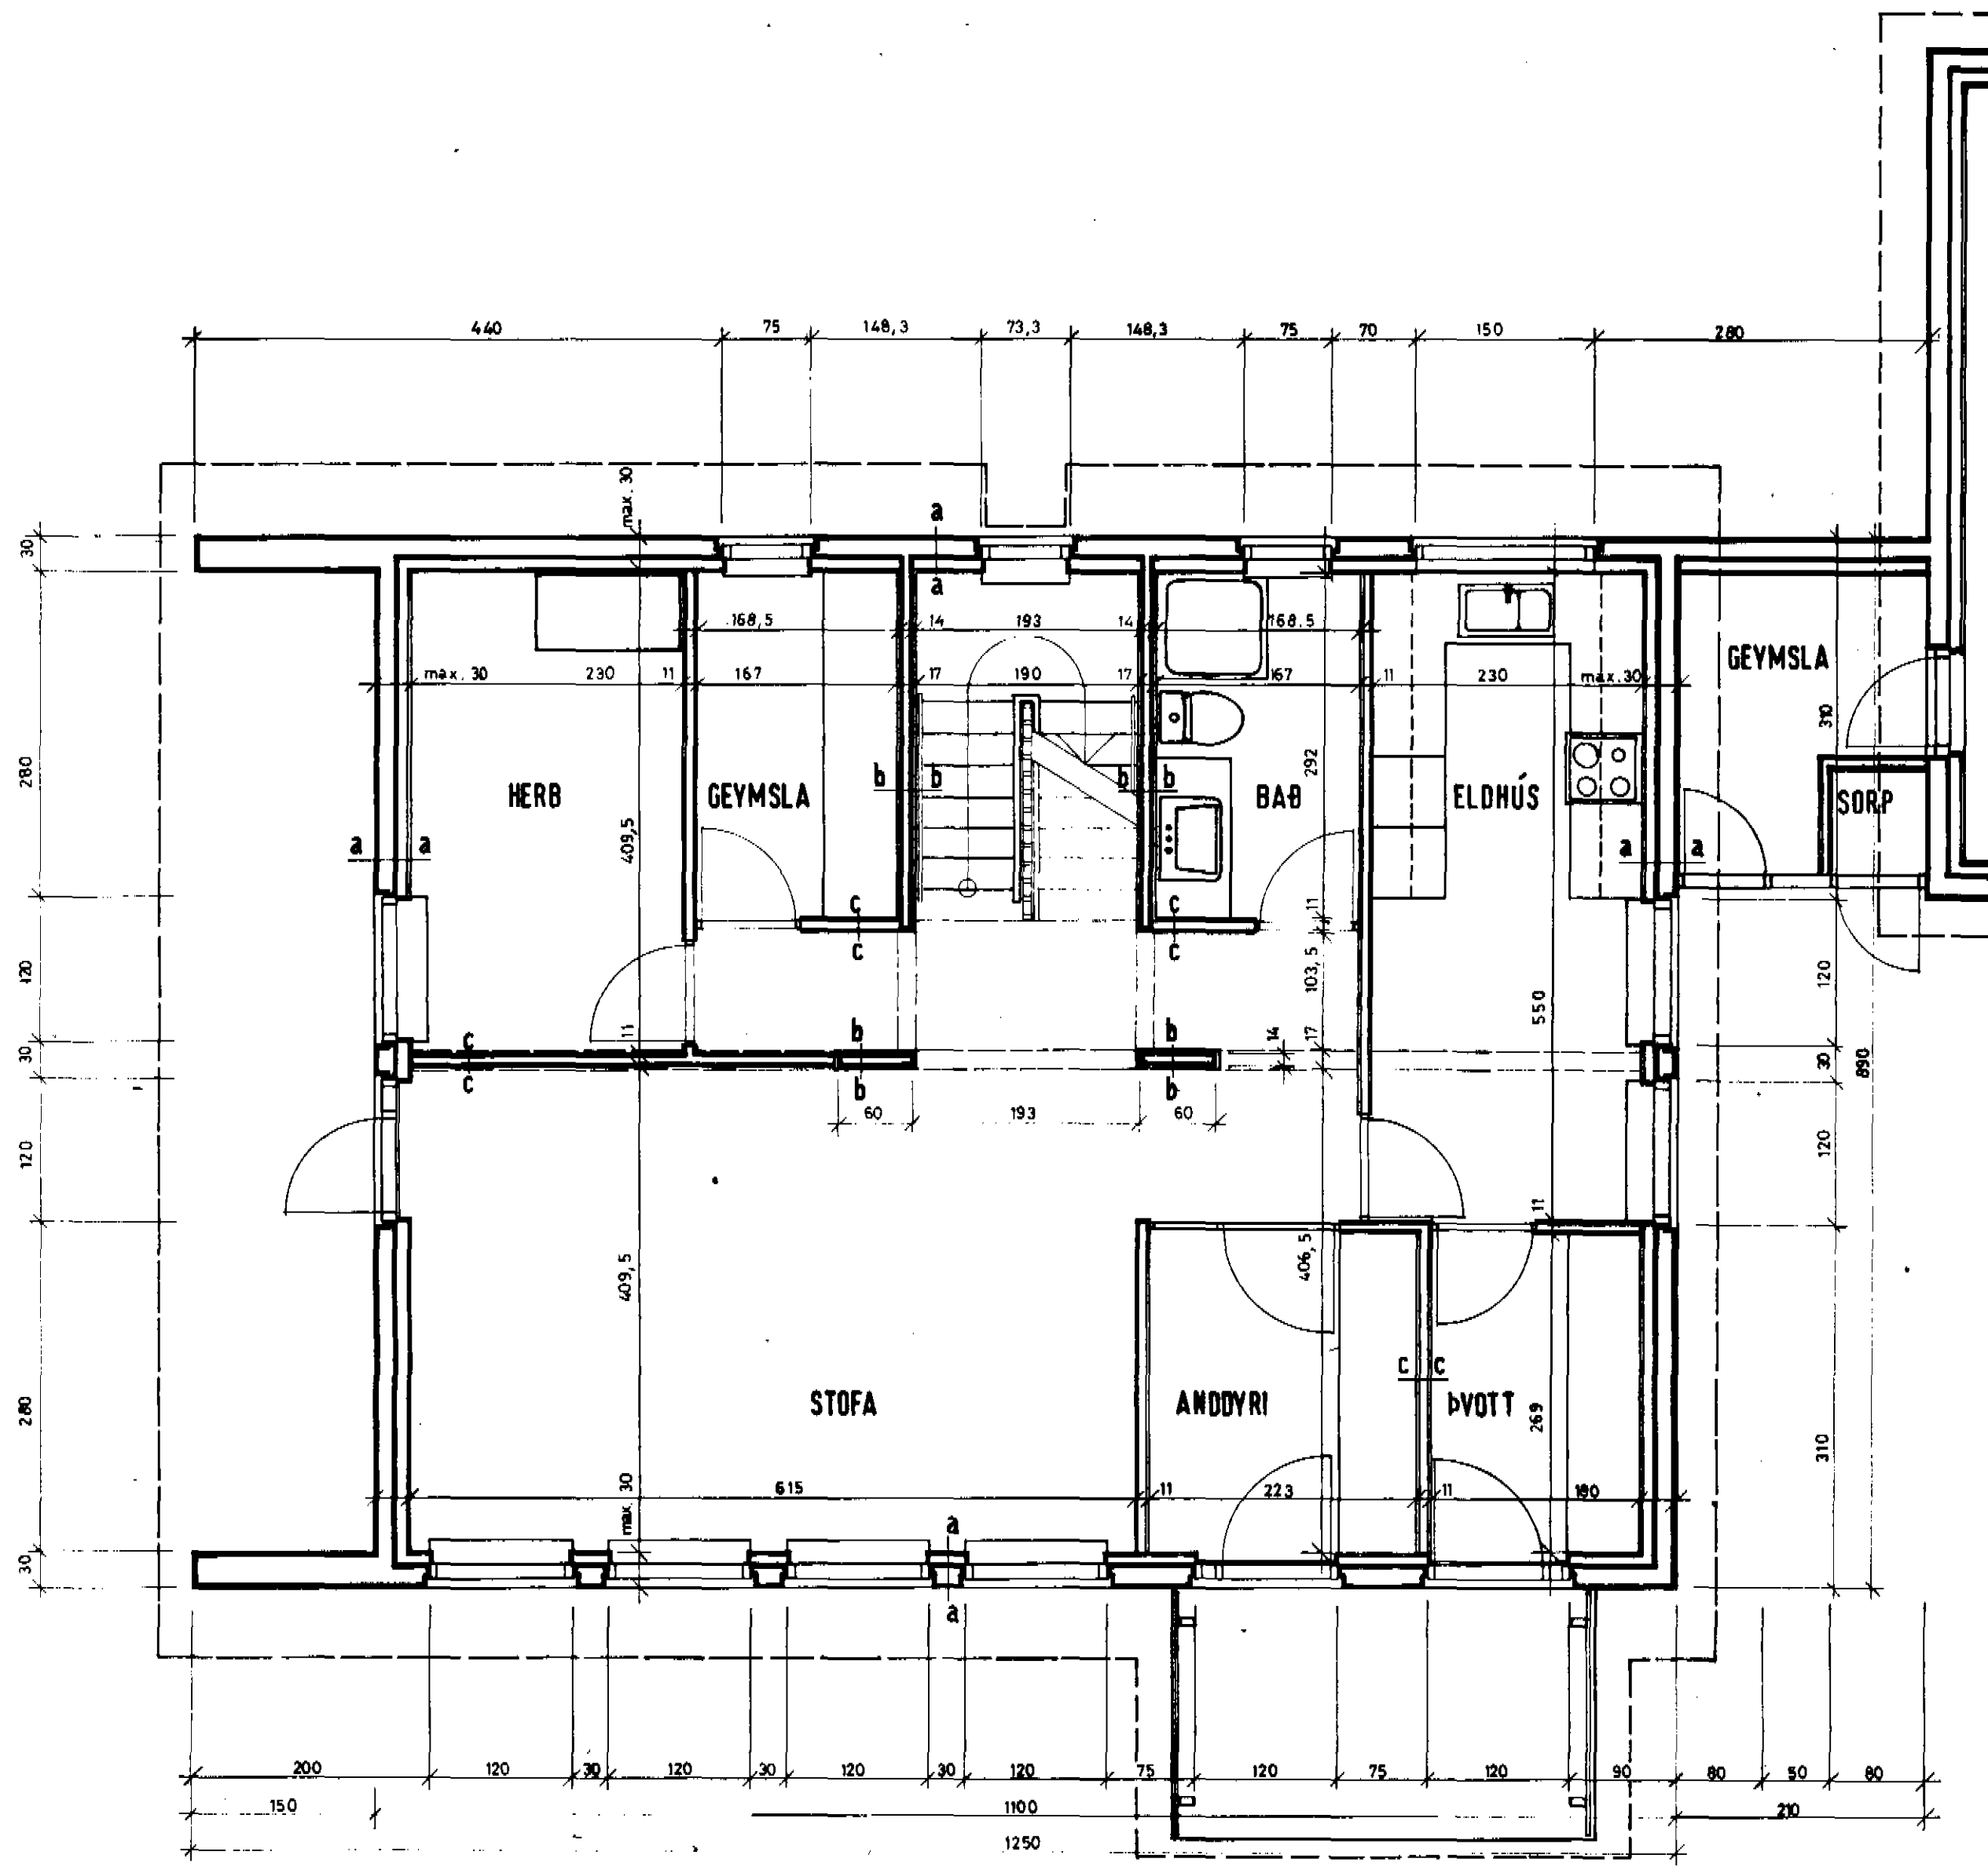 440 75 148,3 73,3 148,3 75 70 150 280
max. 30
a
a
30
168,5 14 193 14 168.5
max. 30 230 11 167 17 190 17 167 11 230 max.30
GEYMSLA
310
280
HERB
GEYMSLA
b b
b b
292
BAÐ
ELDHÚS
SORP
409,5
a a
a a
c
c
c
c
11
120
103,5
550
120
11
c
c
b
b
b
b
14
17
30
30
890
60 193 60
120
120
11
409,5
406,5
280
STOFA
ANDDYRI
c c
ÞVOTT
269
310
615 11 223 11 180
max. 30
a
a
30
200 120 30 120 30 120 30 120 75 120 75 120 90 80 50 80
150 1100 210
1250